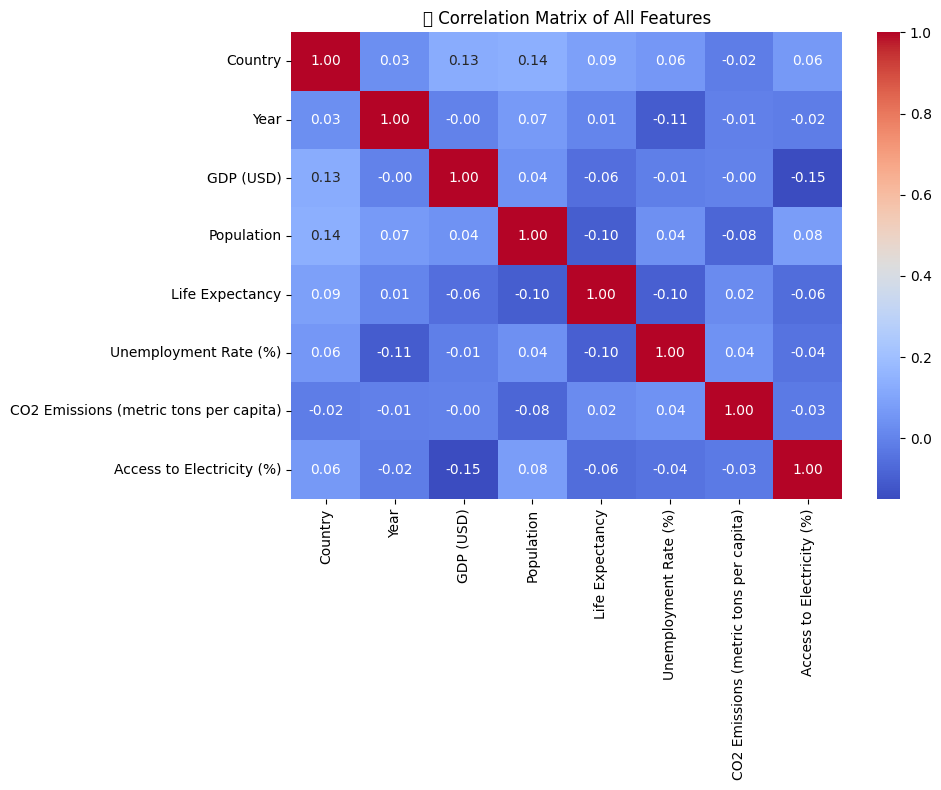 Correlation Matrix of All Features
Country 1.00 0.03 0.13 0.14 0.09 0.06 -0.02 0.06
Year 0.03 1.00 -0.00 0.07 0.01 -0.11 -0.01 -0.02
GDP (USD) 0.13 -0.00 1.00 0.04 -0.06 -0.01 -0.00 -0.15
Population 0.14 0.07 0.04 1.00 -0.10 0.04 -0.08 0.08
Life Expectancy 0.09 0.01 -0.06 -0.10 1.00 -0.10 0.02 -0.06
Unemployment Rate (%) 0.06 -0.11 -0.01 0.04 -0.10 1.00 0.04 -0.04
CO2 Emissions (metric tons per capita) -0.02 -0.01 -0.00 -0.08 0.02 0.04 1.00 -0.03
Access to Electricity (%) 0.06 -0.02 -0.15 0.08 -0.06 -0.04 -0.03 1.00
Country
Year
GDP (USD)
Population
Life Expectancy
Unemployment Rate (%)
CO2 Emissions (metric tons per capita)
Access to Electricity (%)
1.0
0.8
0.6
0.4
0.2
0.0